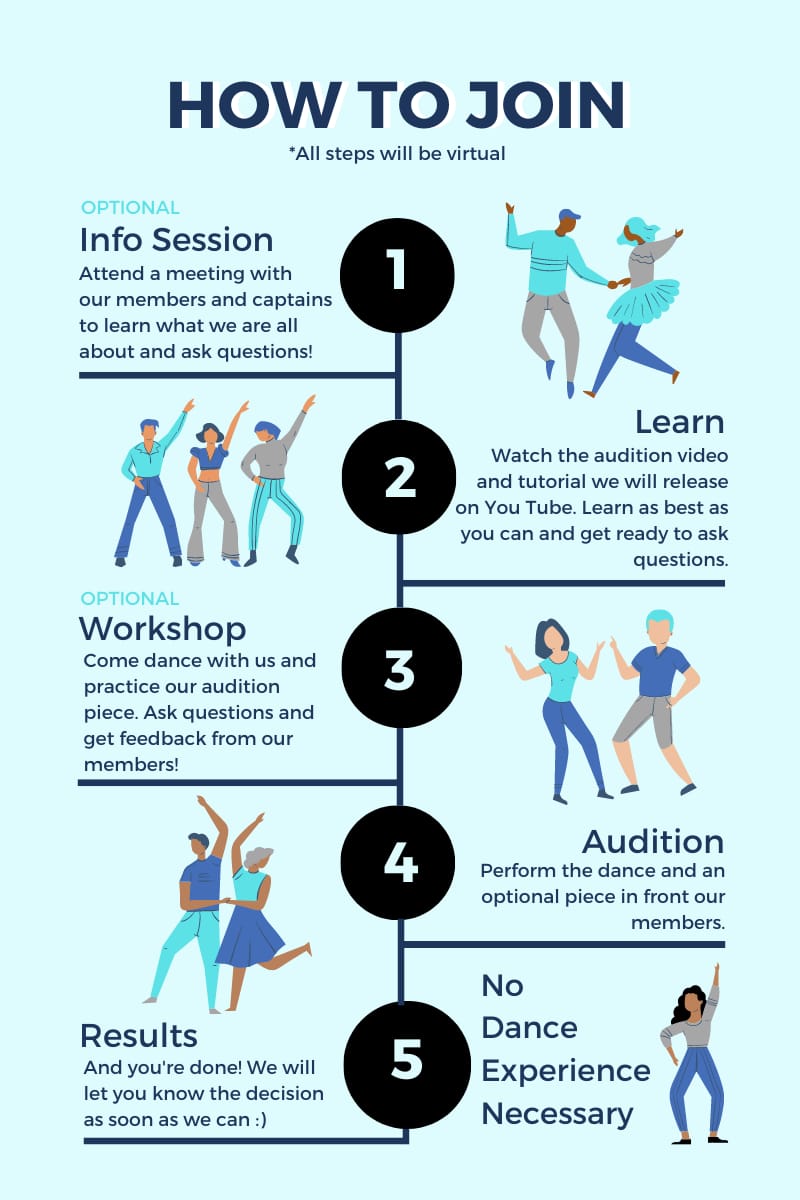 HOW TO JOIN
*All steps will be virtual
OPTIONAL
Info Session
Attend a meeting with
our members and captains
to learn what we are all
about and ask questions!
1
Learn
Watch the audition video
and tutorial we will release
on You Tube. Learn as best as
you can and get ready to ask
questions.
2
OPTIONAL
Workshop
Come dance with us and
practice our audition
piece. Ask questions and
get feedback from our
members!
3
Audition
Perform the dance and an
optional piece in front our
members.
4
Results
And you're done! We will
let you know the decision
as soon as we can :)
5
No
Dance
Experience
Necessary